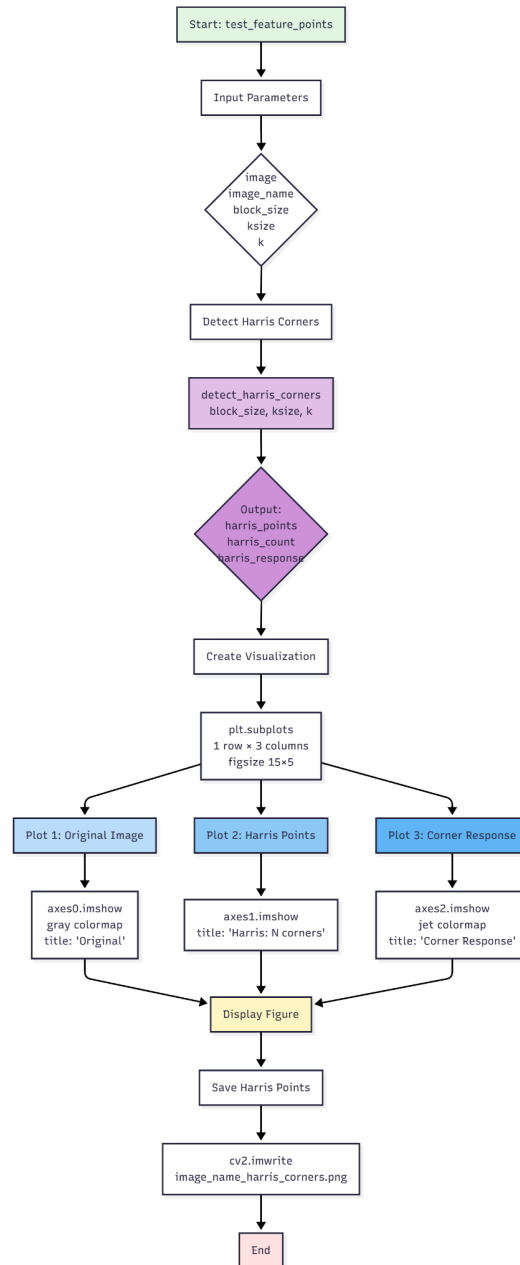 Start: test_feature_points
Input Parameters
image
image_name
block_size
ksize
k
Detect Harris Corners
detect_harris_corners
block_size, ksize, k
Output:
harris_points
harris_count
harris_response
Create Visualization
plt.subplots
1 row × 3 columns
figsize 15×5
Plot 1: Original Image
Plot 2: Harris Points
Plot 3: Corner Response
axes0.imshow
gray colormap
title: 'Original'
axes1.imshow
title: 'Harris: N corners'
axes2.imshow
jet colormap
title: 'Corner Response'
Display Figure
Save Harris Points
cv2.imwrite
image_name_harris_corners.png
End